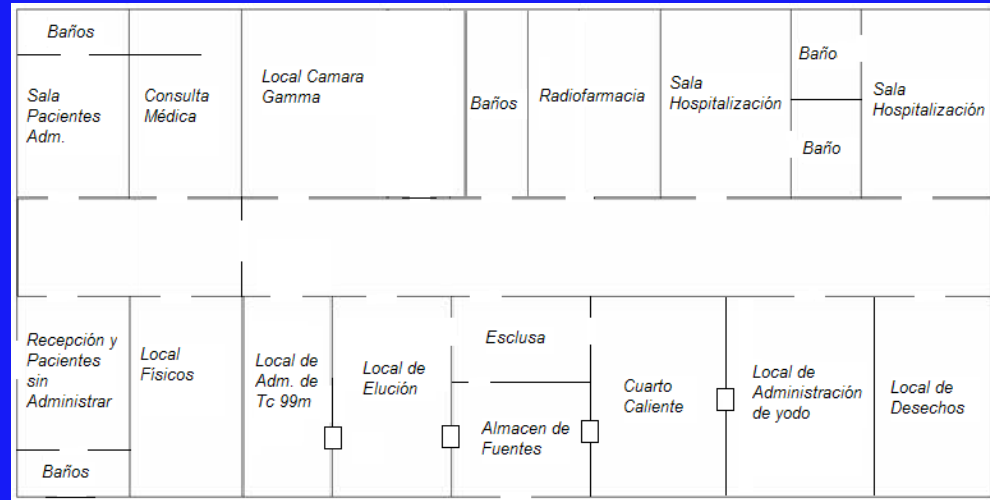 Baños
Sala
Pacientes
Adm.
Consulta
Médica
Local Camara
Gamma
Baños
Radiofarmacia
Sala
Hospitalización
Baño
Baño
Sala
Hospitalización
Recepción y
Pacientes
sin
Administrar
Baños
Local
Físicos
Local de
Adm. de
Tc 99m
Local de
Elución
Esclusa
Almacen de
Fuentes
Cuarto
Caliente
Local de
Administración
de yodo
Local de
Desechos